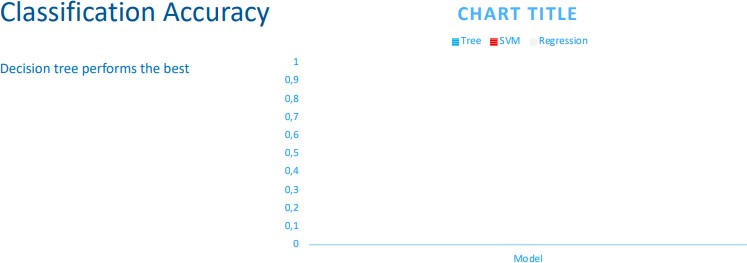 Classification Accuracy
Decision tree performs the best
CHART TITLE
Tree SVM Regression
1
0,9
0,8
0,7
0,6
0,5
0,4
0,3
0,2
0,1
0
Model